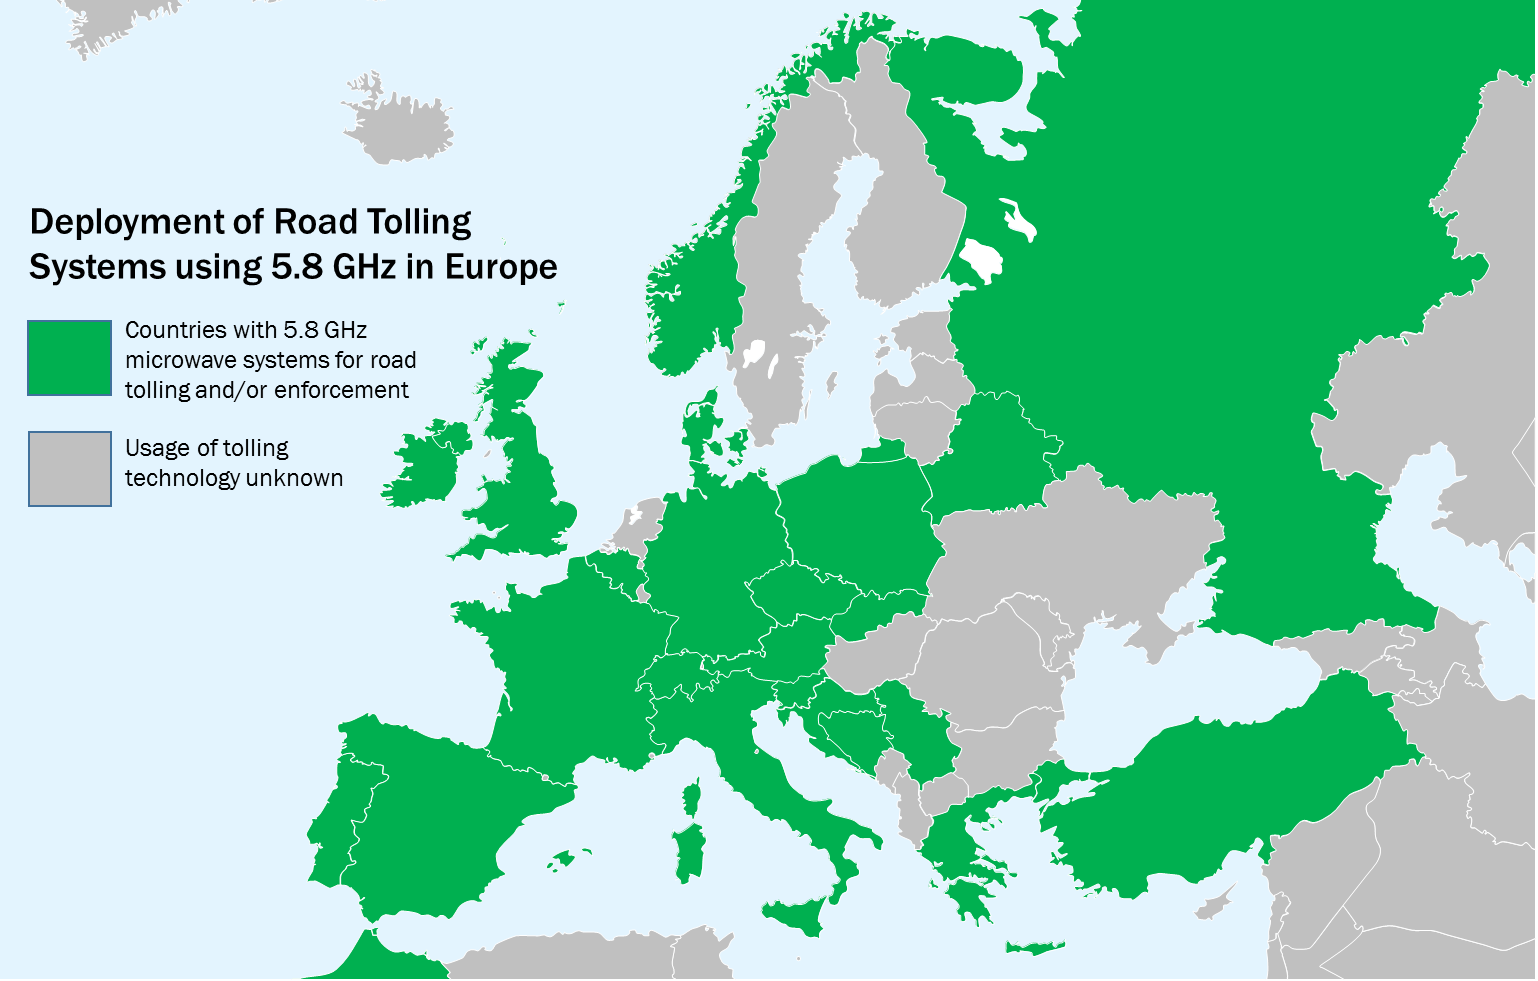 Deployment of Road Tolling
Systems using 5.8 GHz in Europe
Countries with 5.8 GHz
microwave systems for road
tolling and/or enforcement
Usage of tolling
technology unknown